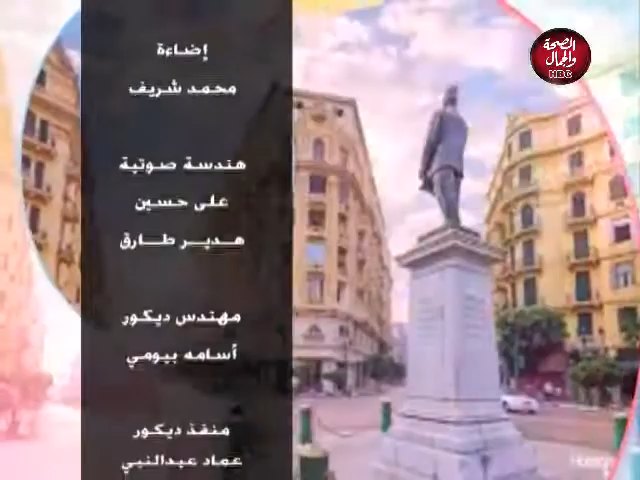 الصحة
والجمال
HBC
إضاءة
محمد شريف
هندسة صوتية
على حسين
هدير طارق
مهندس ديكور
أسامه بيومي
منفذ ديكور
عماد عبدالنبي